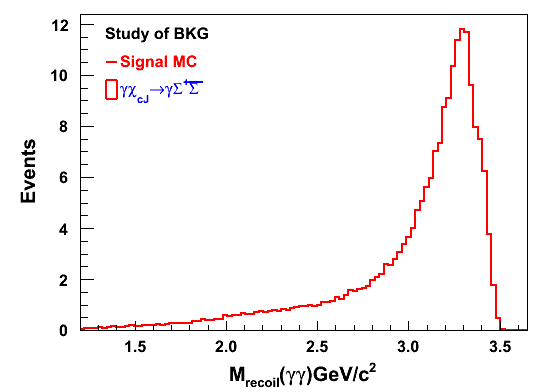 Study of BKG
Signal MC
γχcJ→γΣ⁺Σ̅
Events
12
10
8
6
4
2
0
1.5 2.0 2.5 3.0 3.5
Mrecoil(γγ)GeV/c²